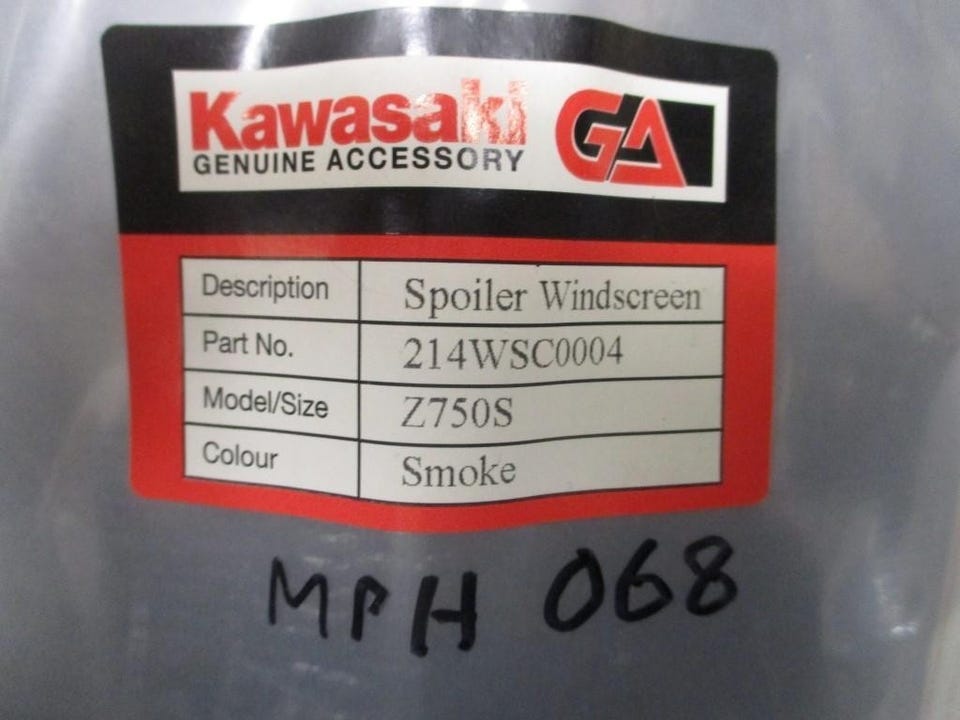 Kawasaki GA
GENUINE ACCESSORY
Description Spoiler Windscreen
Part No. 214WSC0004
Model/Size Z750S
Colour Smoke
MPH 068